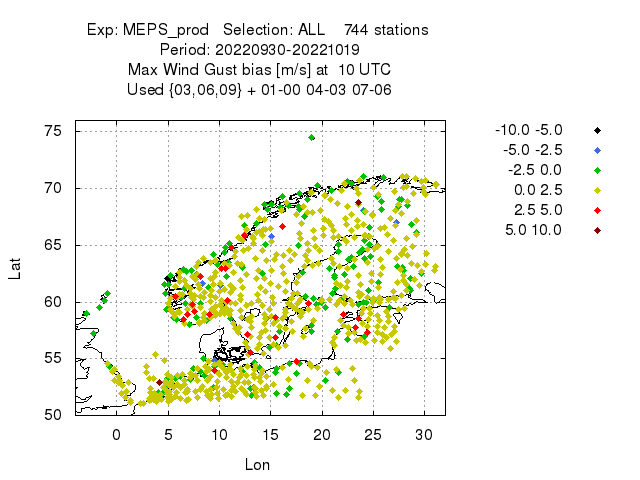 Exp: MEPS_prod   Selection: ALL    744 stations
Period: 20220930-20221019
Max Wind Gust bias [m/s] at  10 UTC
Used {03,06,09} + 01-00 04-03 07-06
-10.0 -5.0
-5.0 -2.5
-2.5 0.0
0.0 2.5
2.5 5.0
5.0 10.0
75
70
65
60
55
50
Lat
0 5 10 15 20 25 30
Lon